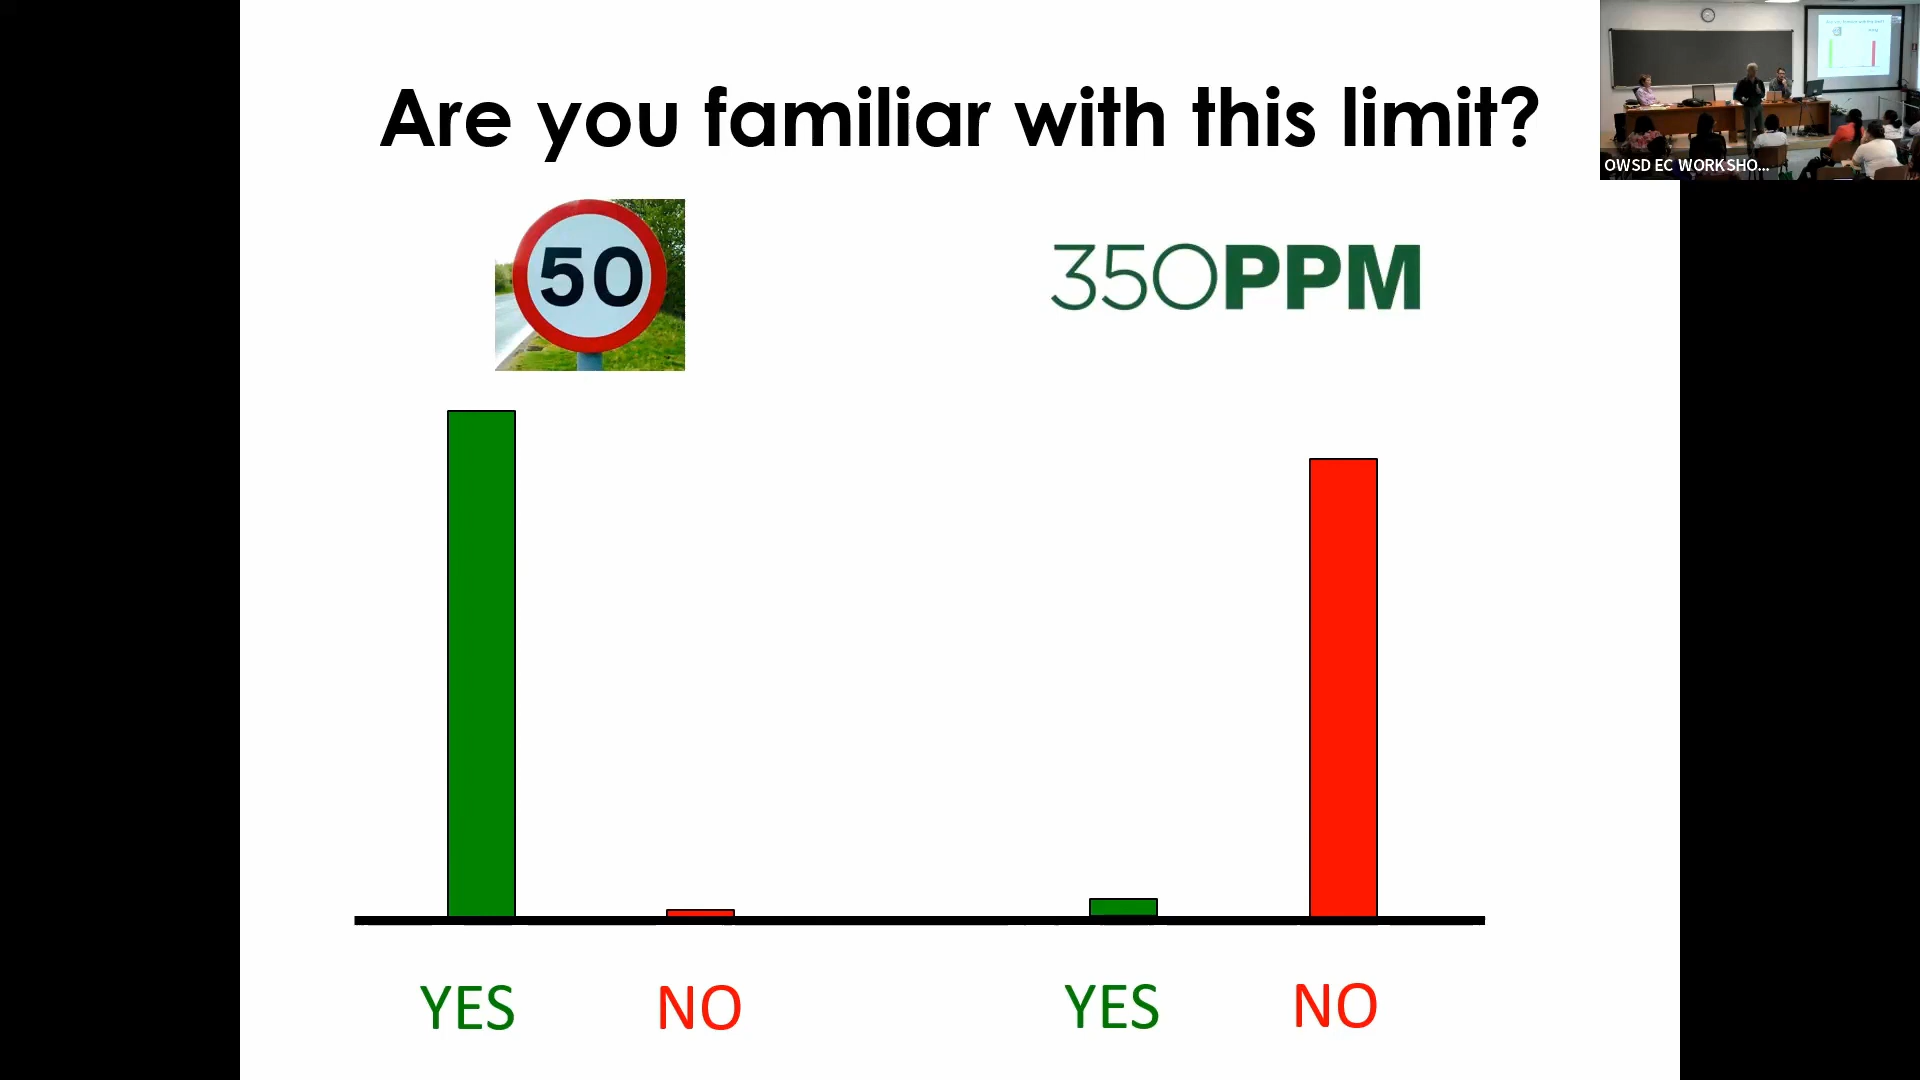 Are you familiar with this limit?
50
350PPM
YES NO YES NO
OWSD EC WORKSHO...